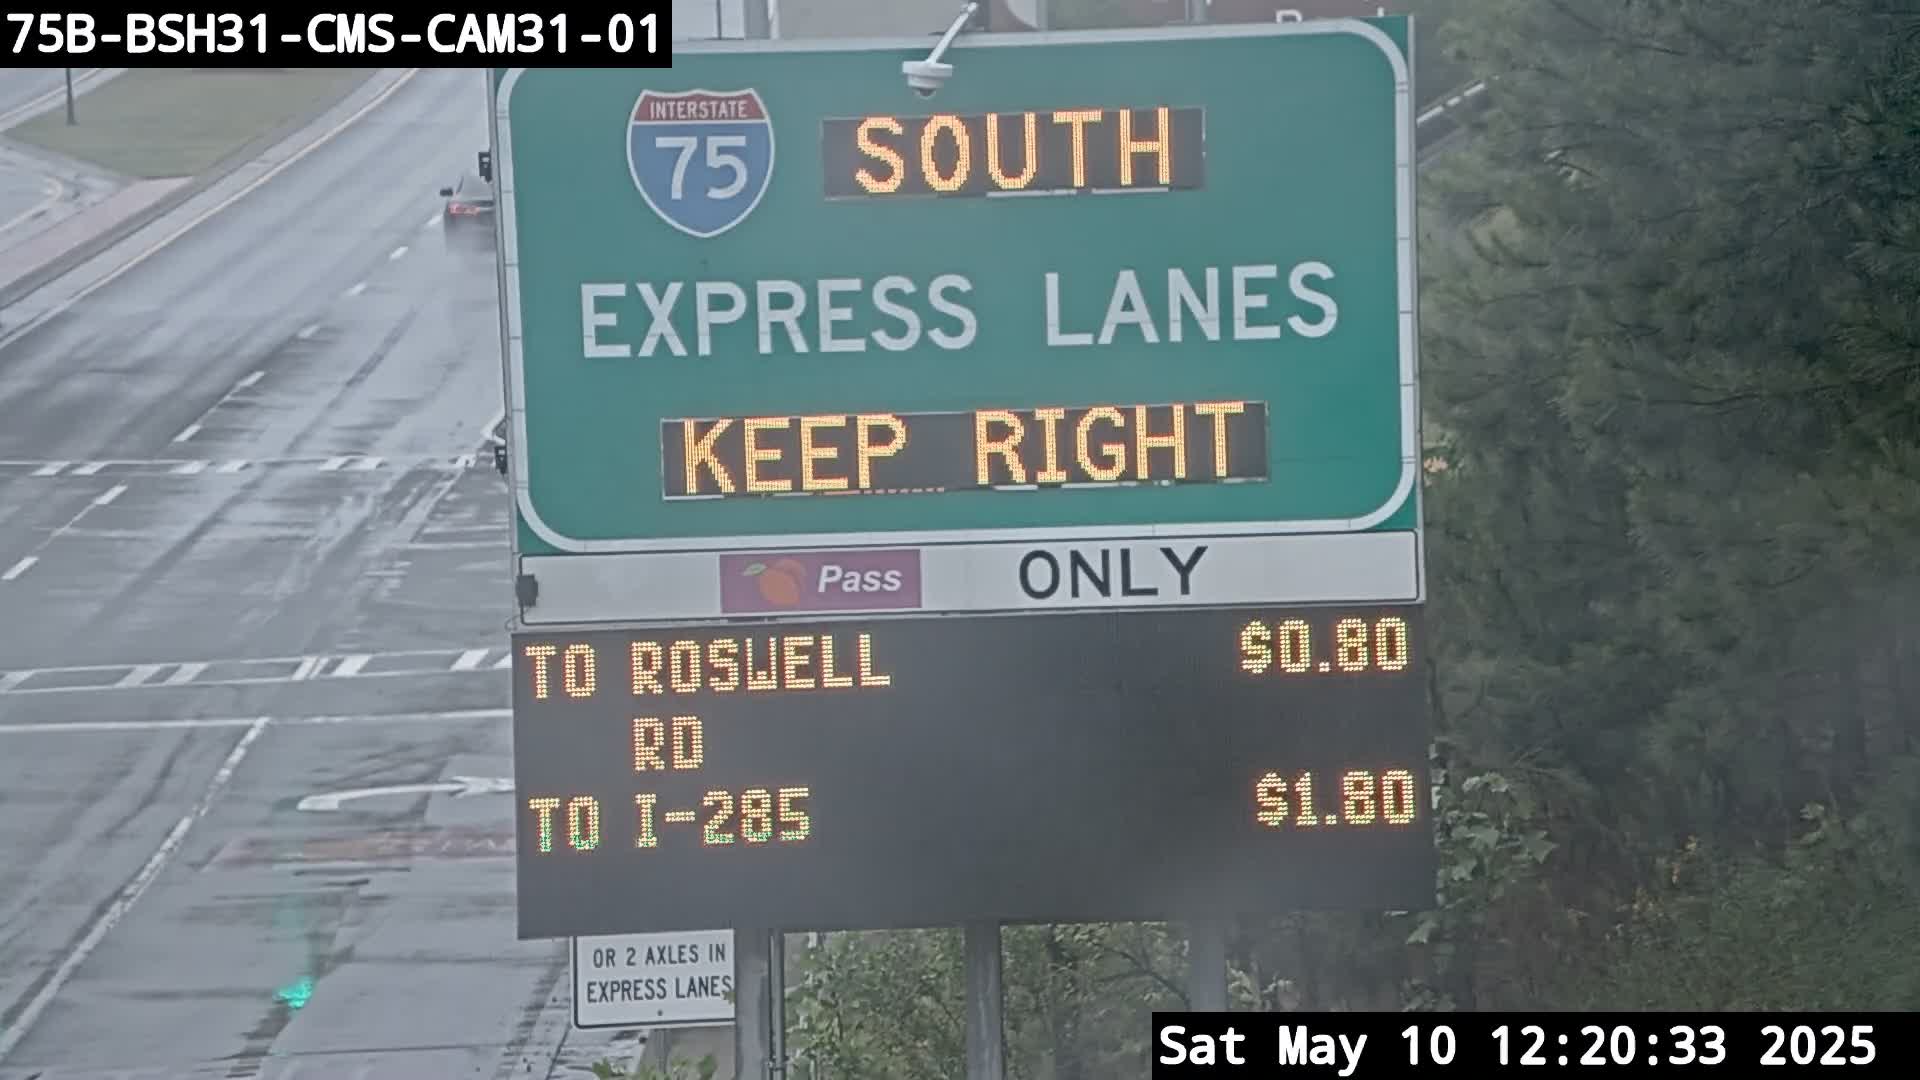 75B-BSH31-CMS-CAM31-01
INTERSTATE
75
SOUTH
EXPRESS LANES
KEEP RIGHT
Pass
ONLY
TO ROSWELL $0.80
RD
TO I-285 $1.80
OR 2 AXLES IN
EXPRESS LANES
Sat May 10 12:20:33 2025